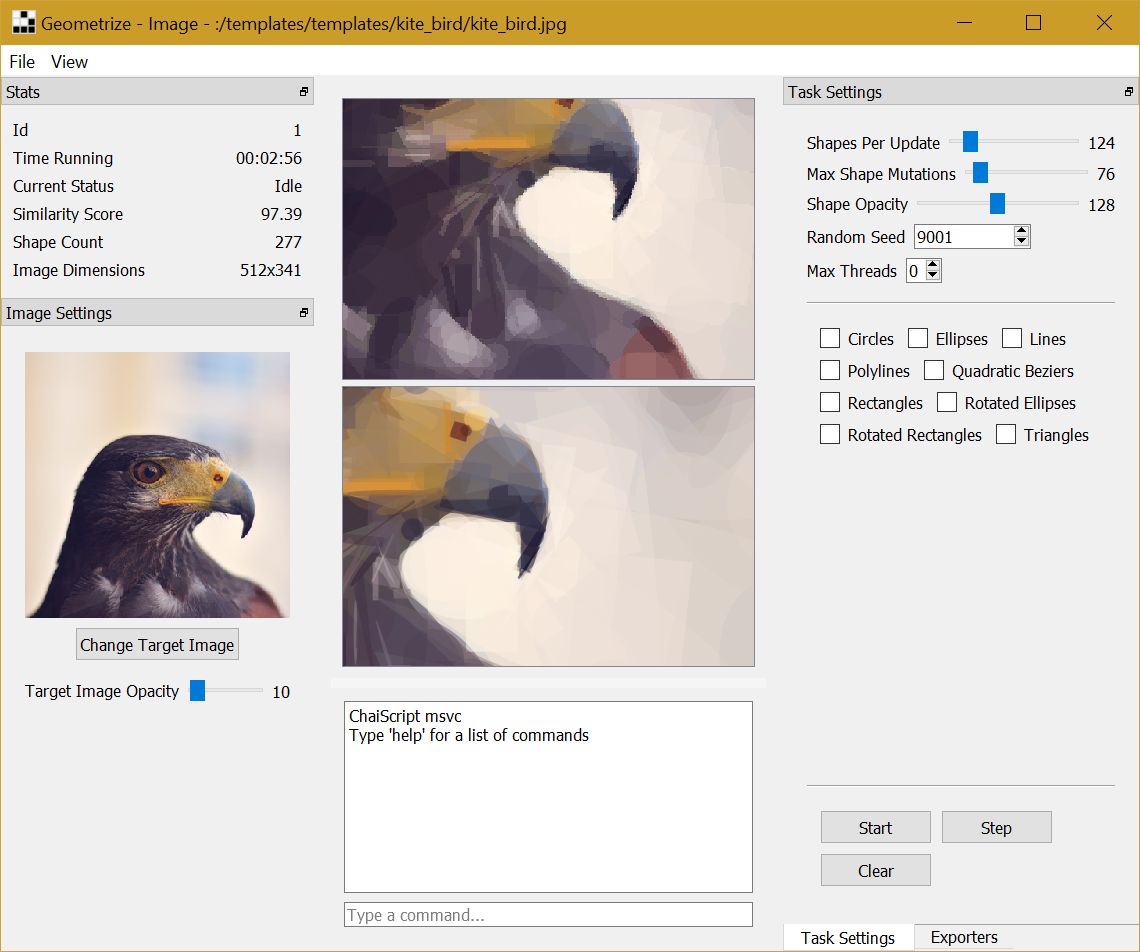 Geometrize - Image - :/templates/templates/kite_bird/kite_bird.jpg
File View
Stats
Id 1
Time Running 00:02:56
Current Status Idle
Similarity Score 97.39
Shape Count 277
Image Dimensions 512x341
Image Settings
Change Target Image
Target Image Opacity 10
ChaiScript msvc
Type 'help' for a list of commands
Type a command...
Task Settings
Shapes Per Update 124
Max Shape Mutations 76
Shape Opacity 128
Random Seed 9001
Max Threads 0
Circles Ellipses Lines
Polylines Quadratic Beziers
Rectangles Rotated Ellipses
Rotated Rectangles Triangles
Start Step
Clear
Task Settings Exporters